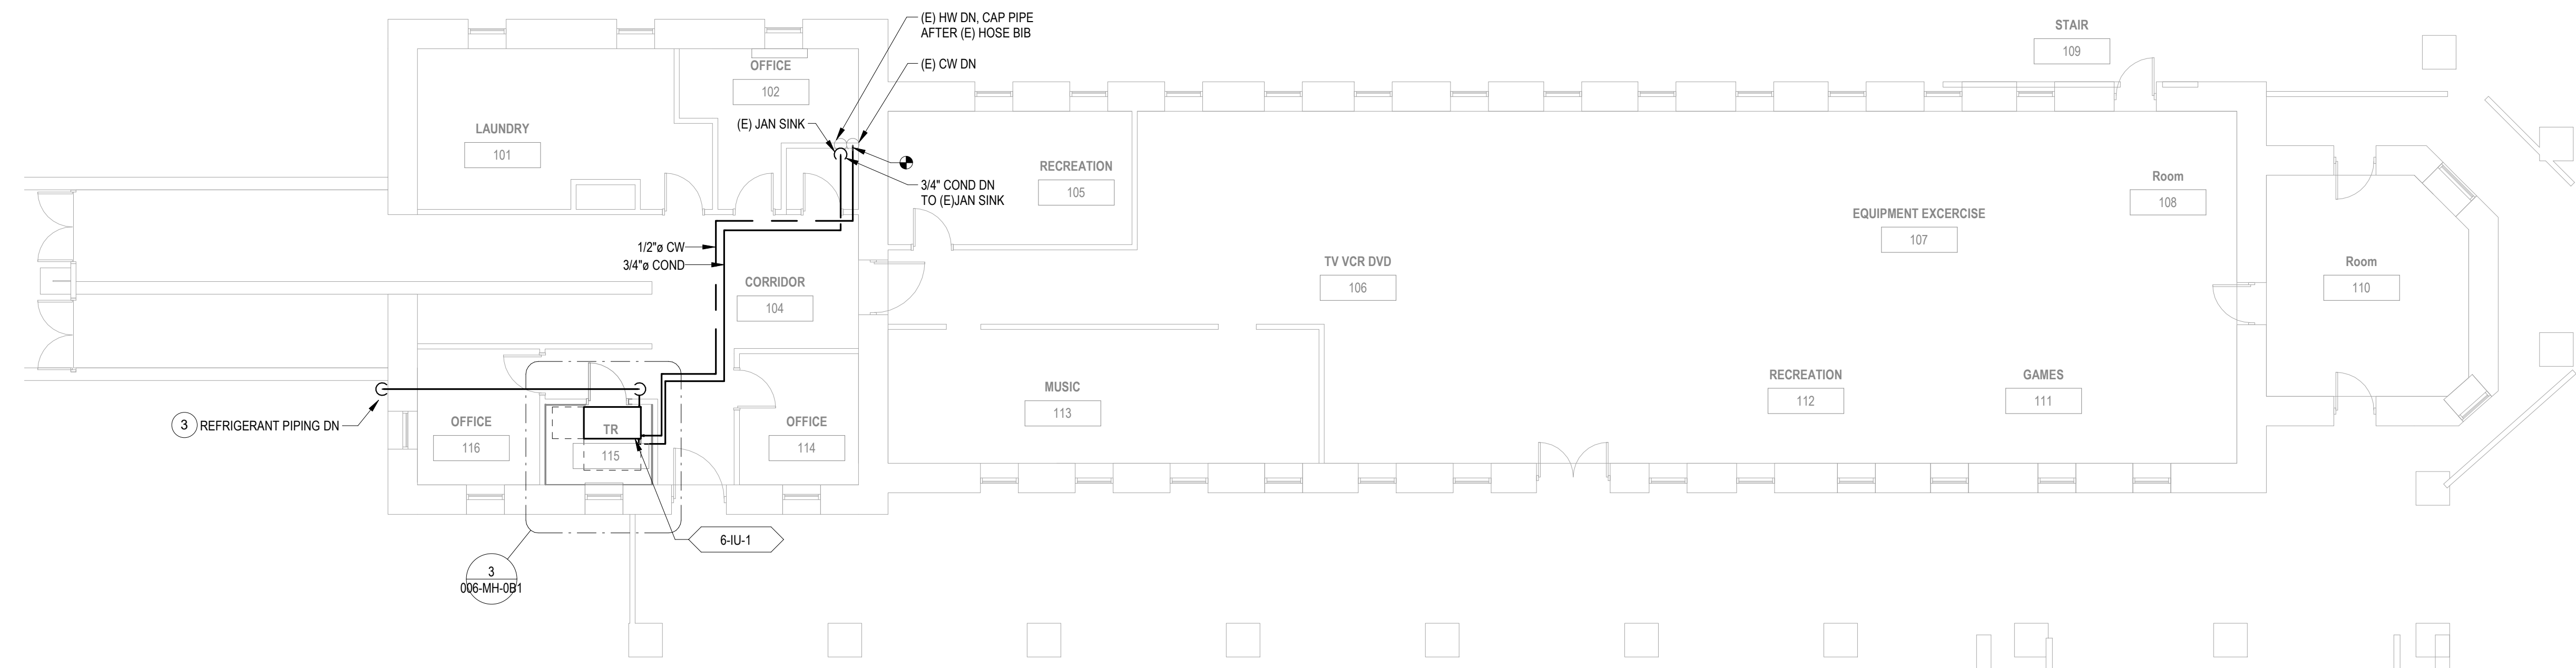 (E) HW DN, CAP PIPE
AFTER (E) HOSE BIB
STAIR
109
(E) CW DN
OFFICE
102
(E) JAN SINK
LAUNDRY
101
RECREATION
105
3/4" COND DN
TO (E)JAN SINK
Room
108
EQUIPMENT EXCERCISE
107
1/2"ø CW
3/4"ø COND
TV VCR DVD
106
Room
110
CORRIDOR
104
MUSIC
113
RECREATION
112
GAMES
111
3 REFRIGERANT PIPING DN
OFFICE
116
TR
115
OFFICE
114
6-IU-1
3
006-MH-0B1